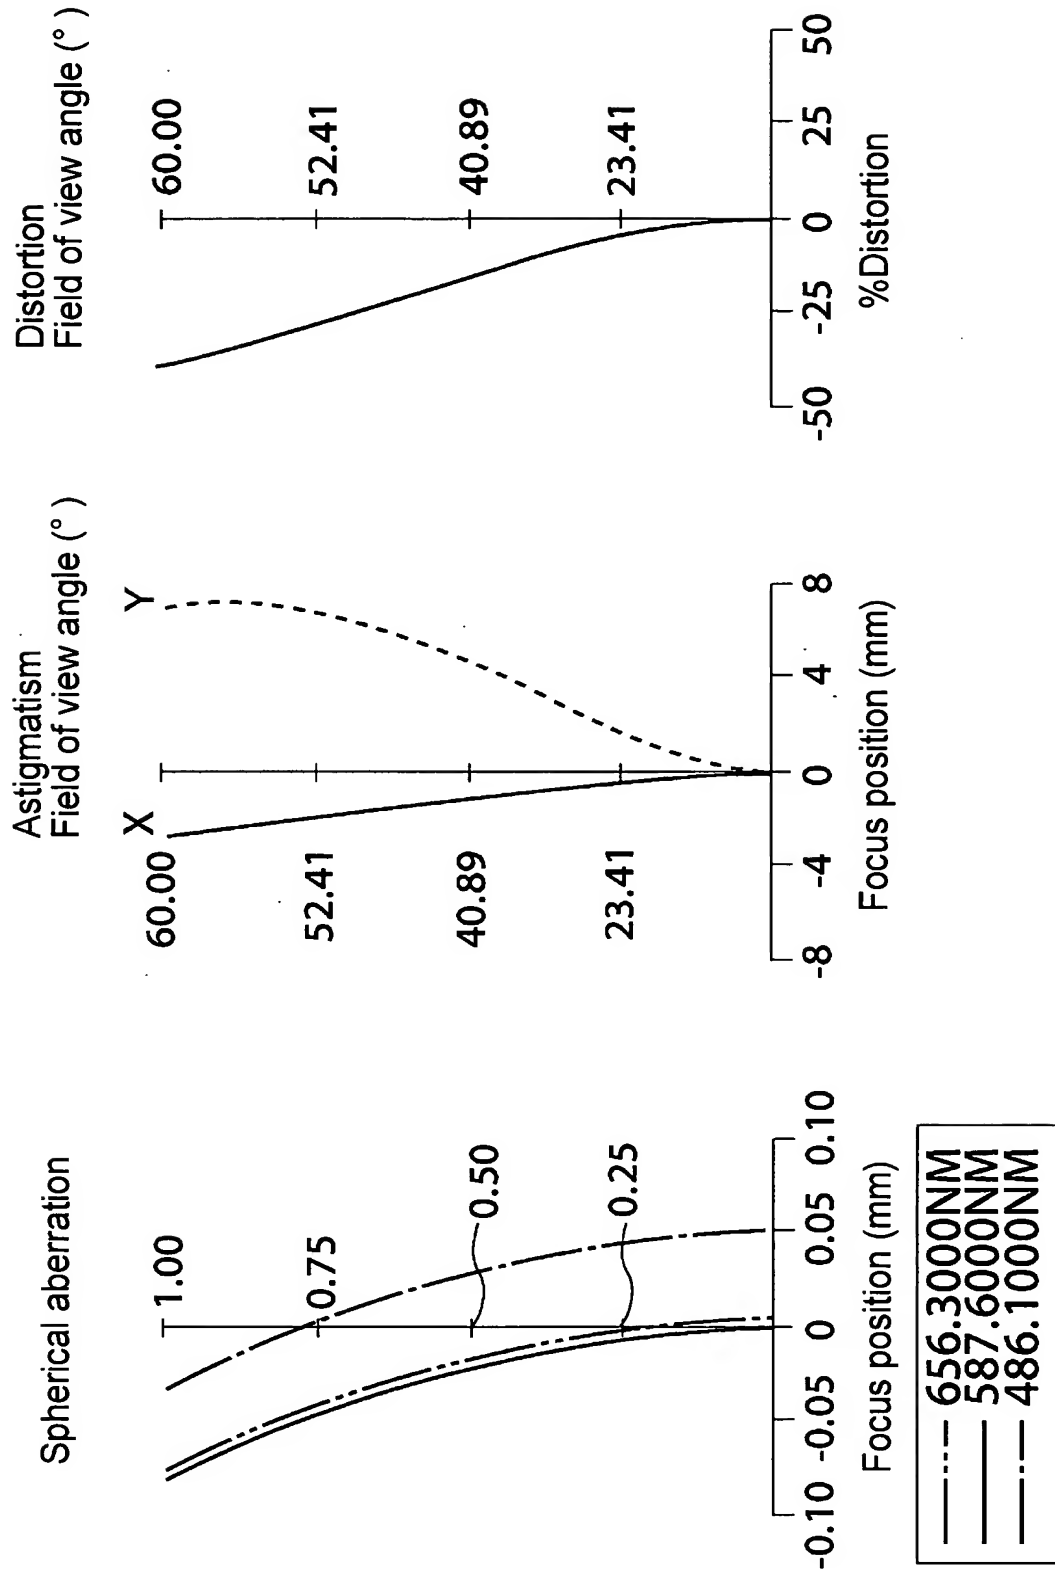 Spherical aberration
1.00
0.75
0.50
0.25
-0.10 -0.05 0 0.05 0.10
Focus position (mm)
656.3000NM
587.6000NM
486.1000NM
Astigmatism
Field of view angle (°)
X Y
60.00
52.41
40.89
23.41
-8 -4 0 4 8
Focus position (mm)
Distortion
Field of view angle (°)
60.00
52.41
40.89
23.41
-50 -25 0 25 50
%Distortion